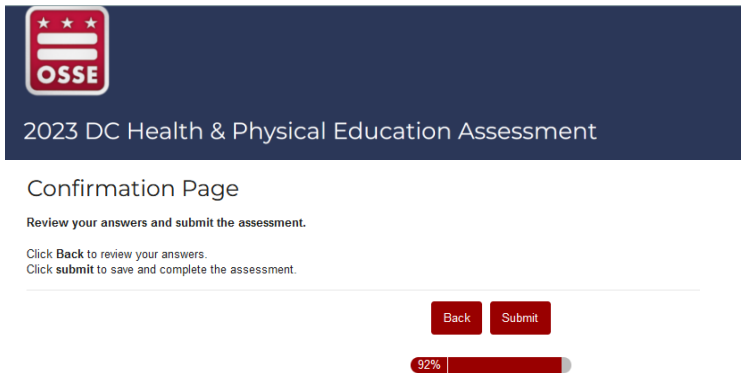 OSSE
2023 DC Health & Physical Education Assessment
Confirmation Page
Review your answers and submit the assessment.
Click Back to review your answers.
Click submit to save and complete the assessment.
Back Submit
92%